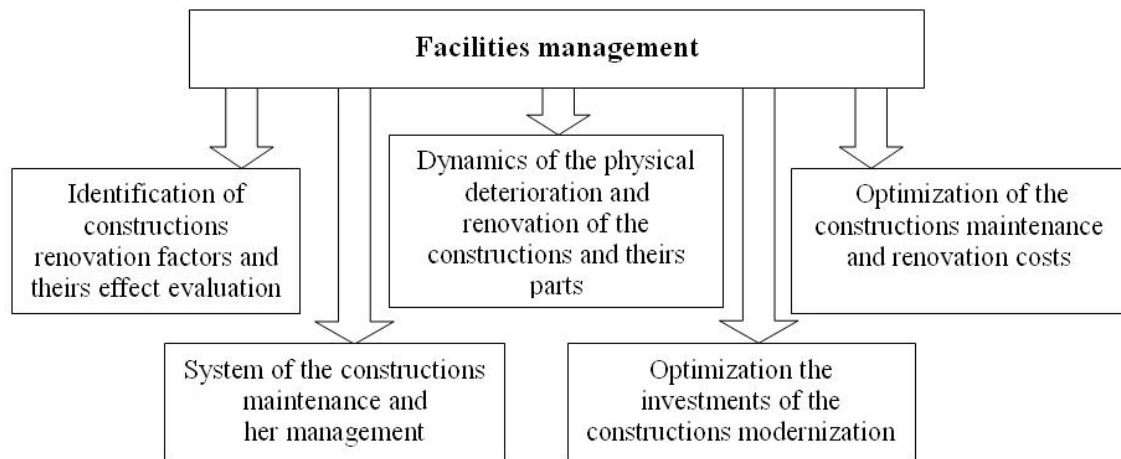 Facilities management
Identification of
constructions
renovation factors and
theirs effect evaluation
Dynamics of the physical
deterioration and
renovation of the
constructions and theirs
parts
Optimization of the
constructions maintenance
and renovation costs
System of the constructions
maintenance and
her management
Optimization the
investments of the
constructions modernization